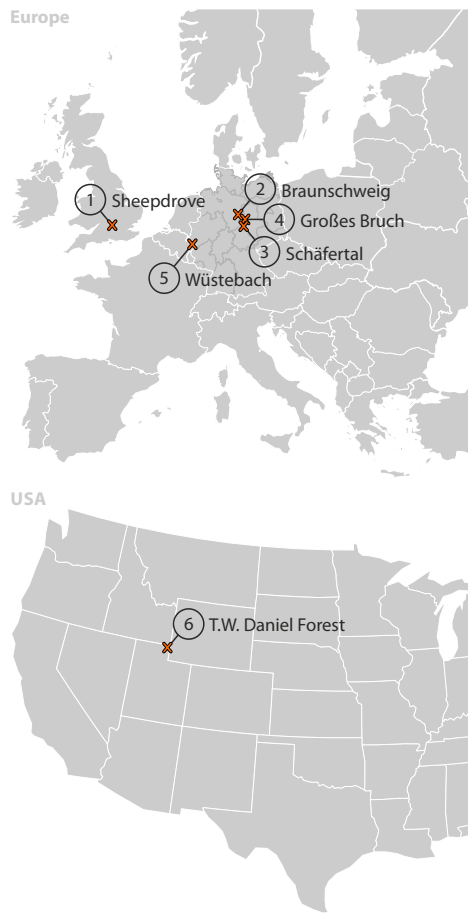 Europe
1 Sheepdrove
2 Braunschweig
4 Großes Bruch
3 Schäfertal
5 Wüstebach
USA
6 T.W. Daniel Forest